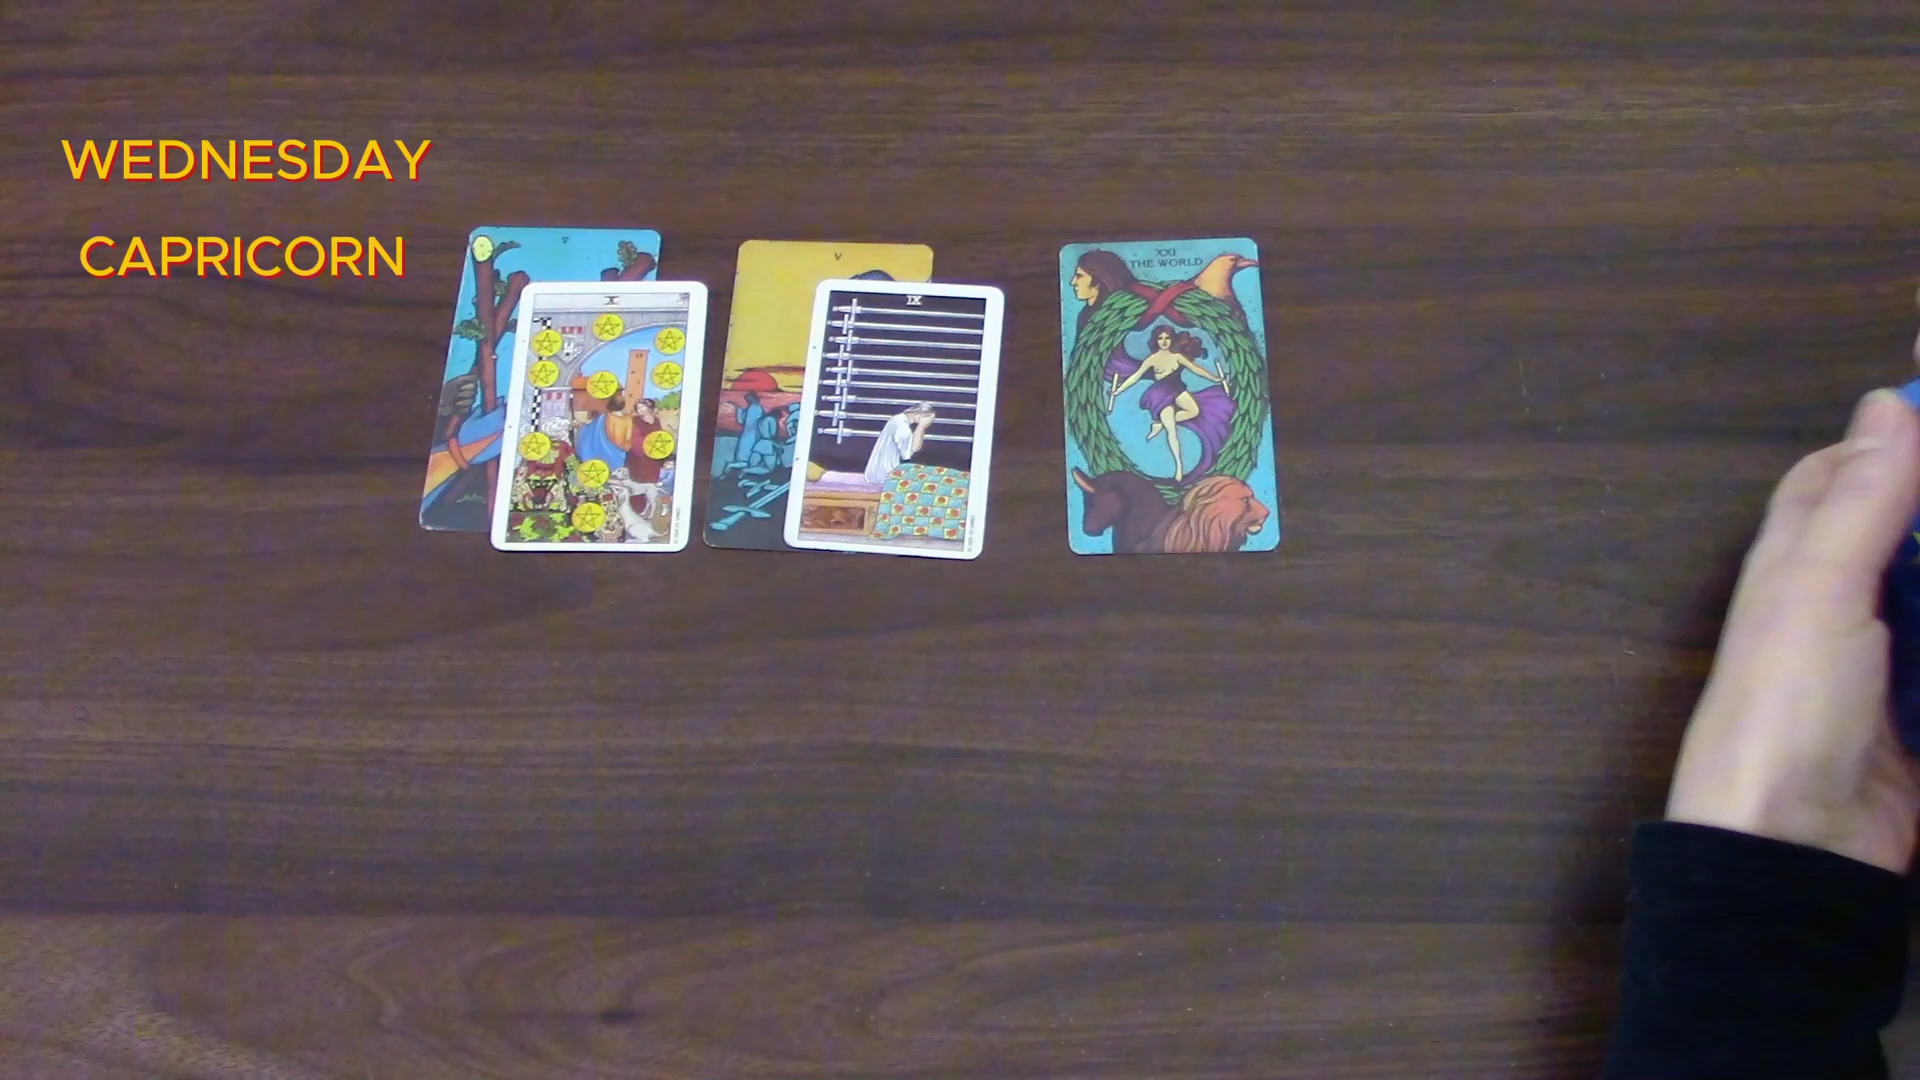 WEDNESDAY
CAPRICORN
V
X
V
IX
XXI
THE WORLD